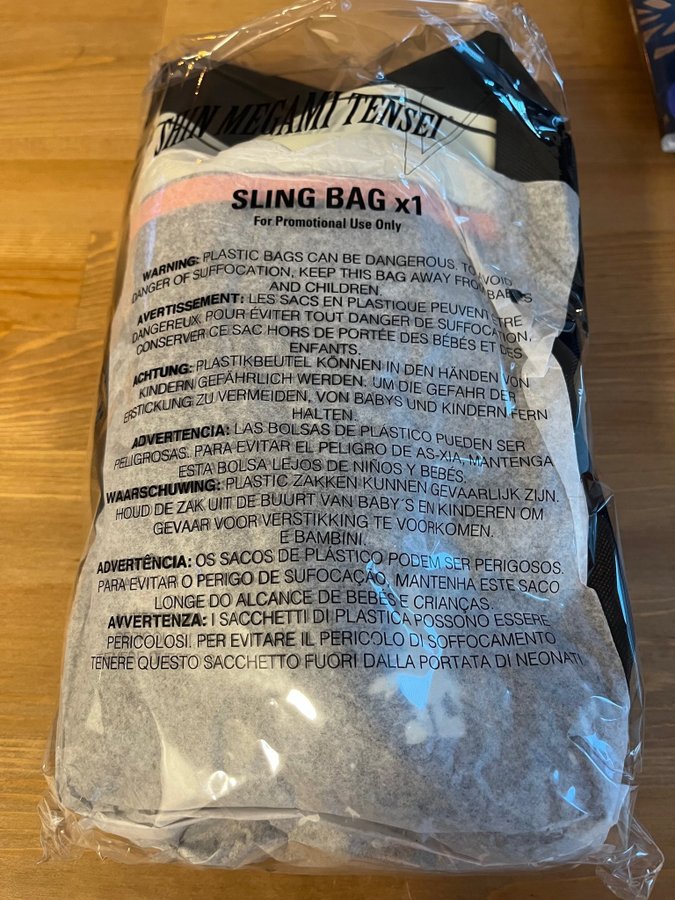 SHIN MEGAMI TENSEI
SLING BAG x1
For Promotional Use Only
WARNING: PLASTIC BAGS CAN BE DANGEROUS. TO AVOID
DANGER OF SUFFOCATION, KEEP THIS BAG AWAY FROM BABIES
AND CHILDREN.
AVERTISSEMENT: LES SACS EN PLASTIQUE PEUVENT ETRE
DANGEREUX. POUR ÉVITER TOUT DANGER DE SUFFOCATION,
CONSERVER CE SAC HORS DE PORTÉE DES BÉBÉS ET DES
ENFANTS.
ACHTUNG: PLASTIKBEUTEL KÖNNEN IN DEN HÄNDEN VON
KINDERN GEFÄHRLICH WERDEN. UM DIE GEFAHR DER
ERSTICKUNG ZU VERMEIDEN, VON BABYS UND KINDERN FERN
HALTEN.
ADVERTENCIA: LAS BOLSAS DE PLÁSTICO PUEDEN SER
PELIGROSAS. PARA EVITAR EL PELIGRO DE AS-XIA, MANTENGA
ESTA BOLSA LEJOS DE NIÑOS Y BEBÉS.
WAARSCHUWING: PLASTIC ZAKKEN KUNNEN GEVAARLIJK ZIJN.
HOUD DE ZAK UIT DE BUURT VAN BABY'S EN KINDEREN OM
GEVAAR VOOR VERSTIKKING TE VOORKOMEN.
E BAMBINI.
ADVERTÊNCIA: OS SACOS DE PLÁSTICO PODEM SER PERIGOSOS.
PARA EVITAR O PERIGO DE SUFOCAÇÃO, MANTENHA ESTE SACO
LONGE DO ALCANCE DE BEBÉS E CRIANÇAS.
AVVERTENZA: I SACCHETTI DI PLASTICA POSSONO ESSERE
PERICOLOSI. PER EVITARE IL PERICOLO DI SOFFOCAMENTO
TENERE QUESTO SACCHETTO FUORI DALLA PORTATA DI NEONATI